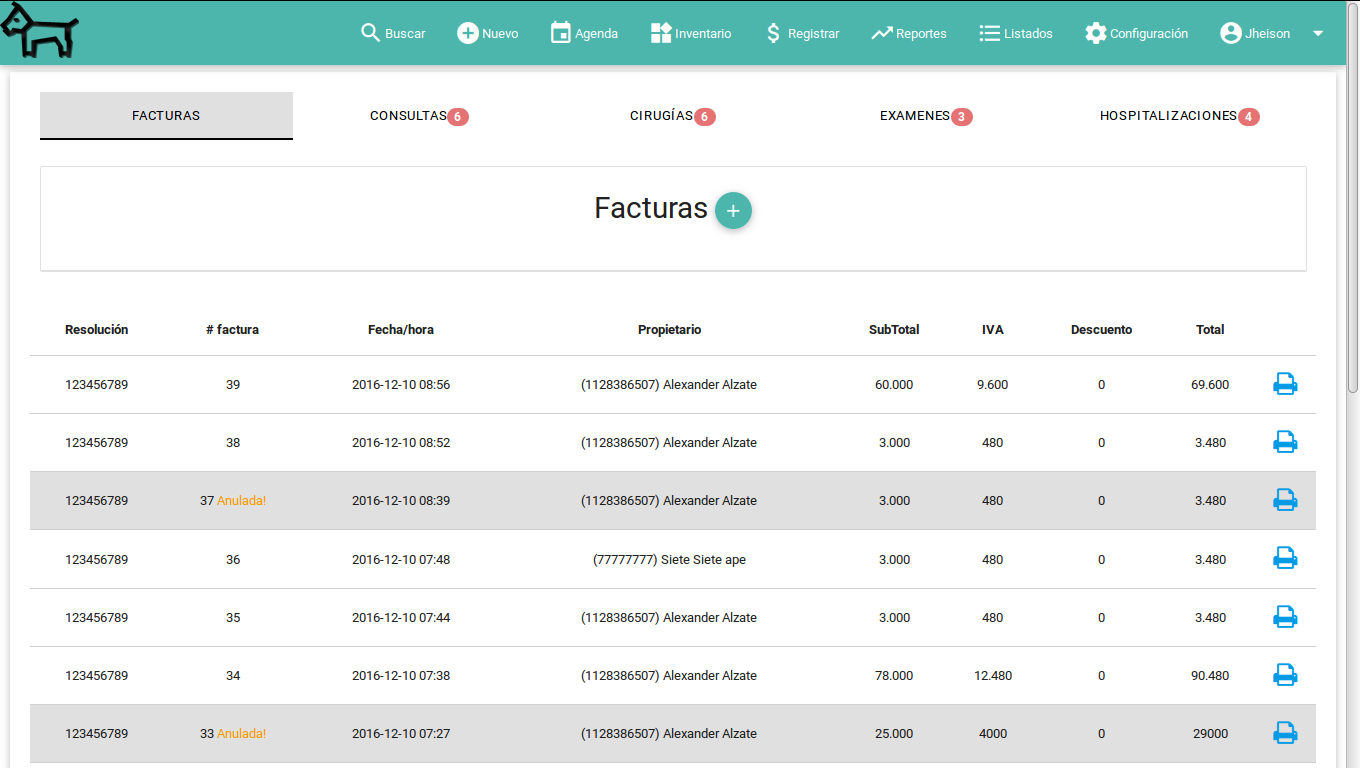 Buscar Nuevo Agenda Inventario Registrar Reportes Listados Configuración Jheison
FACTURAS CONSULTAS 6 CIRUGÍAS 6 EXAMENES 3 HOSPITALIZACIONES 4
Facturas +
Resolución # factura Fecha/hora Propietario SubTotal IVA Descuento Total
123456789 39 2016-12-10 08:56 (1128386507) Alexander Alzate 60.000 9.600 0 69.600
123456789 38 2016-12-10 08:52 (1128386507) Alexander Alzate 3.000 480 0 3.480
123456789 37 Anulada! 2016-12-10 08:39 (1128386507) Alexander Alzate 3.000 480 0 3.480
123456789 36 2016-12-10 07:48 (77777777) Siete Siete ape 3.000 480 0 3.480
123456789 35 2016-12-10 07:44 (1128386507) Alexander Alzate 3.000 480 0 3.480
123456789 34 2016-12-10 07:38 (1128386507) Alexander Alzate 78.000 12.480 0 90.480
123456789 33 Anulada! 2016-12-10 07:27 (1128386507) Alexander Alzate 25.000 4000 0 29000